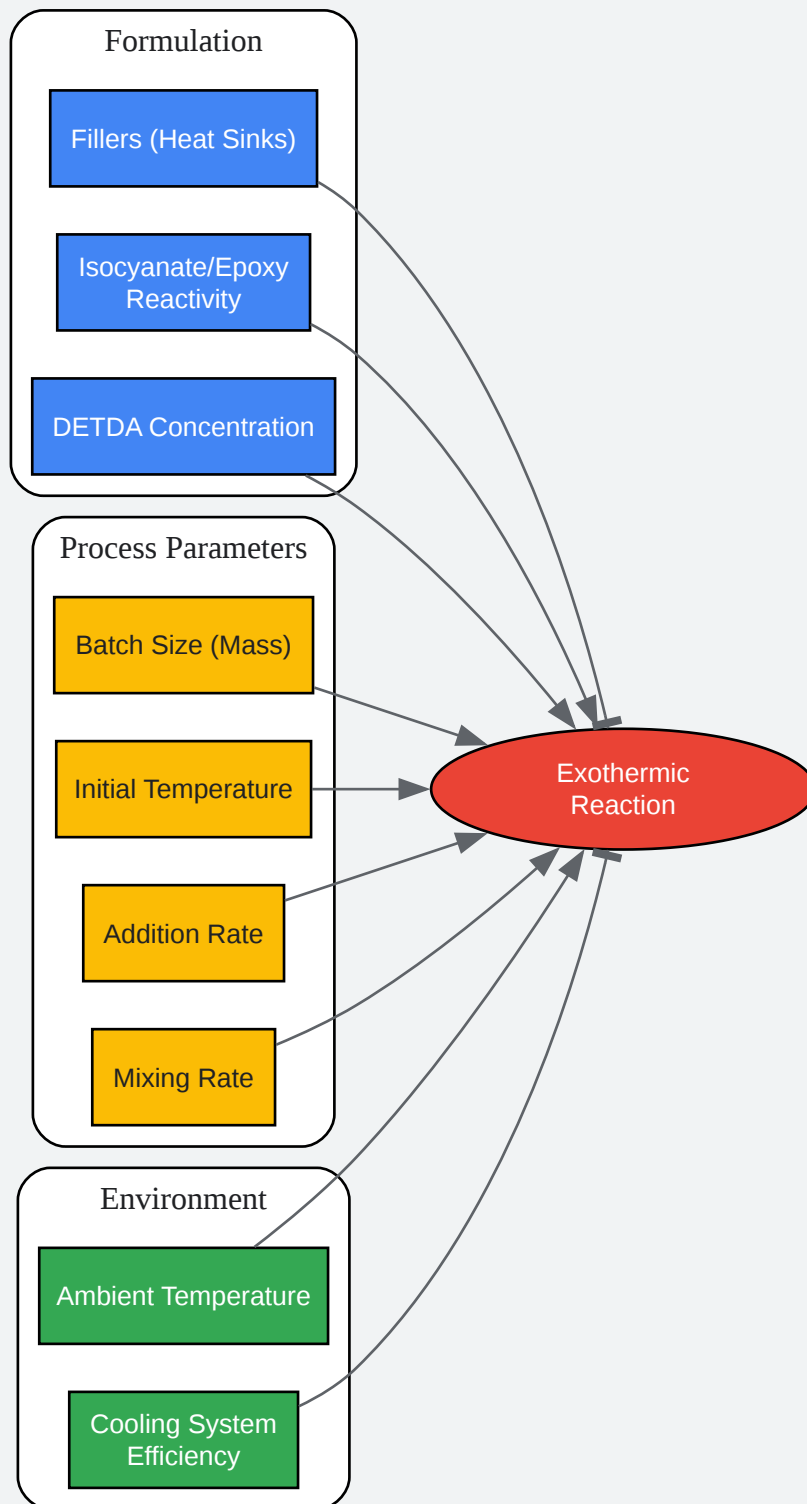 Formulation
Fillers (Heat Sinks)
Isocyanate/Epoxy
Reactivity
DETDA Concentration
Process Parameters
Batch Size (Mass)
Initial Temperature
Addition Rate
Mixing Rate
Exothermic
Reaction
Environment
Ambient Temperature
Cooling System
Efficiency